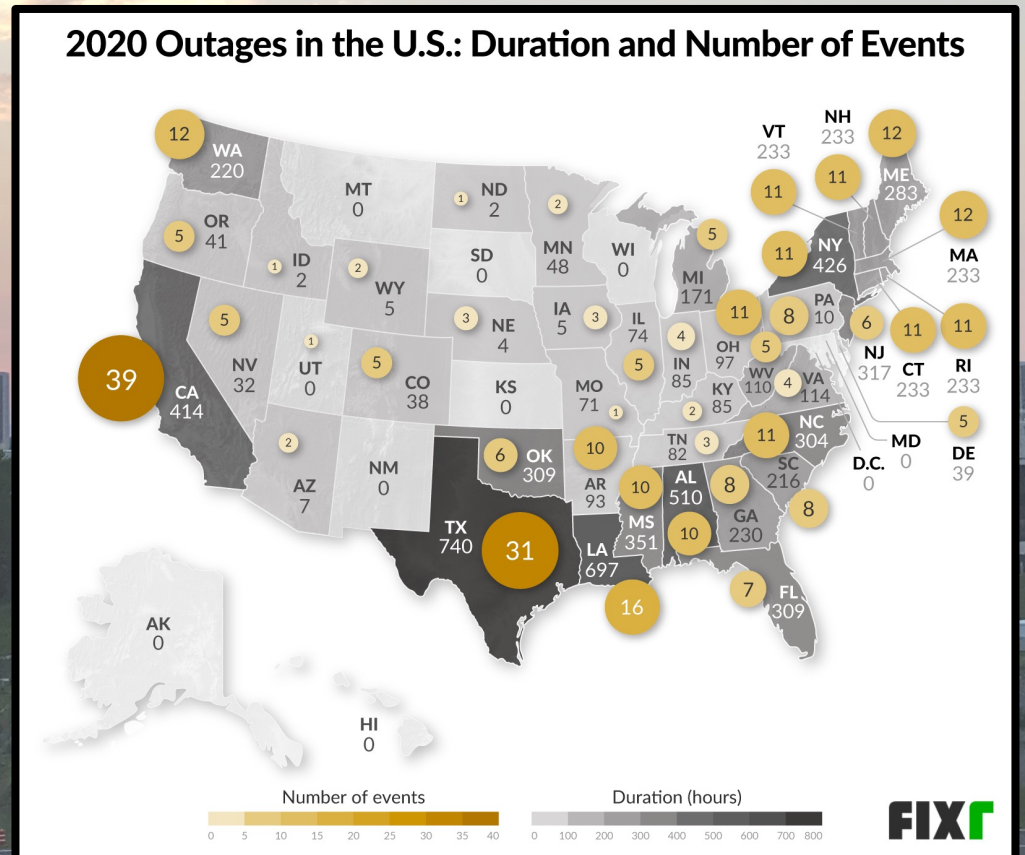 2020 Outages in the U.S.: Duration and Number of Events
12
WA
220
MT
0
1
ND
2
2
MN
48
VT
233
11
NH
233
11
12
ME
283
5
OR
41
1
ID
2
2
WY
5
SD
0
WI
0
5
MI
171
11
NY
426
12
MA
233
39
CA
414
5
NV
32
1
UT
0
5
CO
38
3
NE
4
IA
5
3
IL
74
5
4
IN
85
11
OH
97
8
PA
10
5
WV
110
6
NJ
317
11
CT
233
11
RI
233
KS
0
MO
71
1
2
KY
85
4
VA
114
MD
0
5
DE
39
D.C.
0
2
AZ
7
NM
0
6
OK
309
10
AR
93
TN
82
3
11
NC
304
SC
216
8
TX
740
31
LA
697
16
10
MS
351
AL
510
10
8
GA
230
7
FL
309
AK
0
HI
0
Number of events
0 5 10 15 20 25 30 35 40
Duration (hours)
0 100 200 300 400 500 600 700 800
FIXr